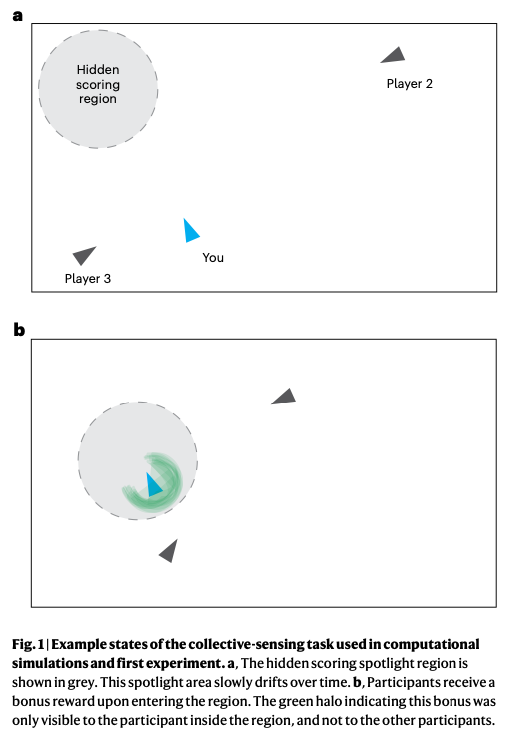 a
Hidden
scoring
region
Player 2
You
Player 3
b
Fig. 1 | Example states of the collective-sensing task used in computational
simulations and first experiment. a, The hidden scoring spotlight region is
shown in grey. This spotlight area slowly drifts over time. b, Participants receive a
bonus reward upon entering the region. The green halo indicating this bonus was
only visible to the participant inside the region, and not to the other participants.